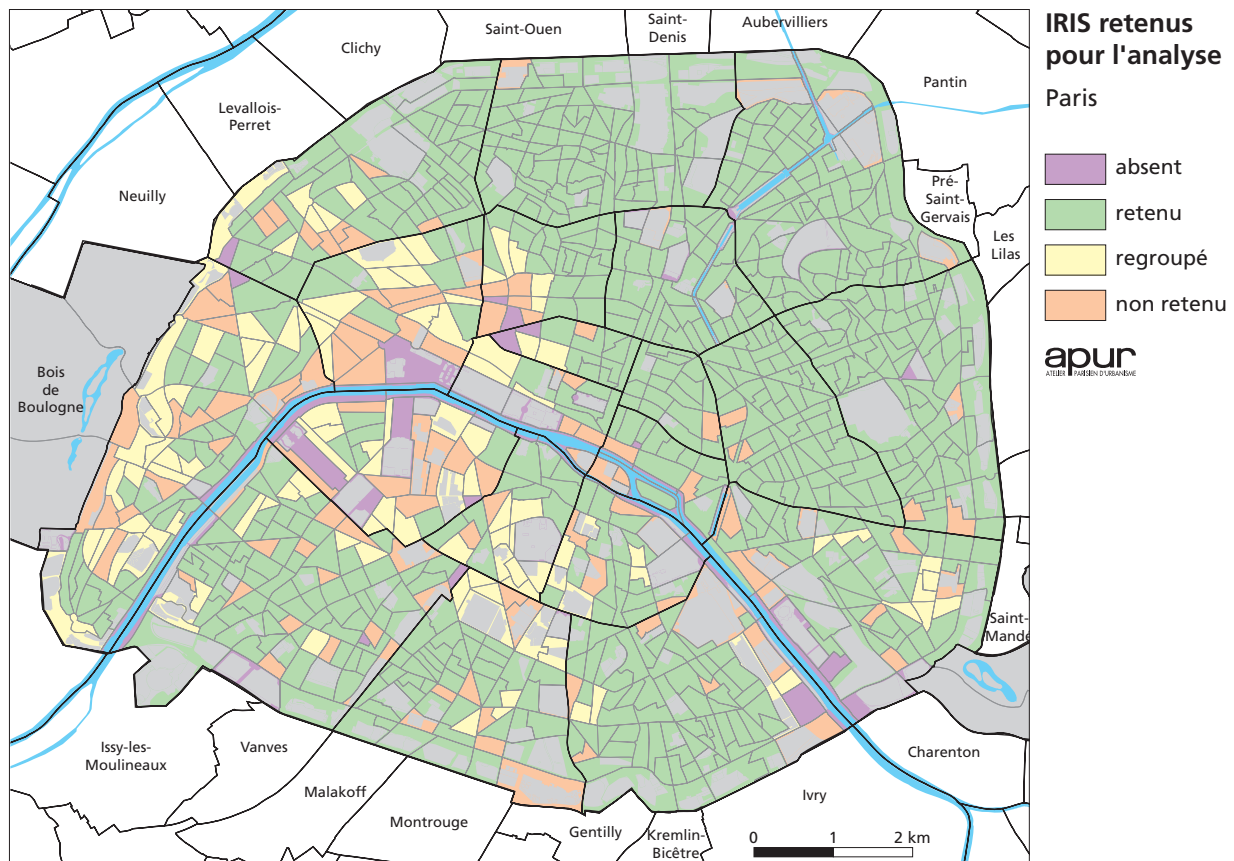 IRIS retenus
pour l'analyse
Paris
absent
retenu
regroupé
non retenu
apur
ATELIER PARISIEN D'URBANISME
Saint-Ouen
Saint-
Denis
Aubervilliers
Clichy
Pantin
Levallois-
Perret
Neuilly
Pré-
Saint-
Gervais
Les
Lilas
Bois
de
Boulogne
Saint-
Mandé
Issy-les-
Moulineaux
Vanves
Charenton
Malakoff
Ivry
Montrouge
Gentilly
Kremlin-
Bicêtre
0 1 2 km